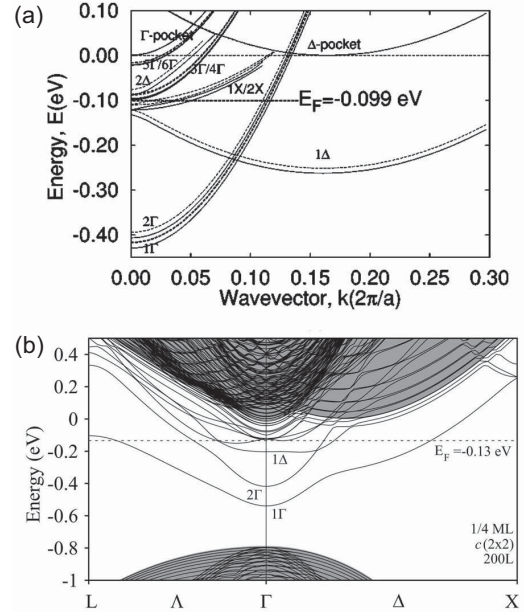 (a)
0.10
0.00
-0.10
-0.20
-0.30
-0.40
Energy, E(eV)
Γ-pocket
Δ-pocket
5Γ/6Γ
2Δ
3Γ/4Γ
1X/2X
E_F=-0.099 eV
1Δ
2Γ
1Γ
0.00 0.05 0.10 0.15 0.20 0.25 0.30
Wavevector, k(2π/a)
(b)
0.4
0.2
0
-0.2
-0.4
-0.6
-0.8
-1
Energy (eV)
E_F =-0.13 eV
1Δ
2Γ
1Γ
1/4 ML
c(2x2)
200L
L Λ Γ Δ X